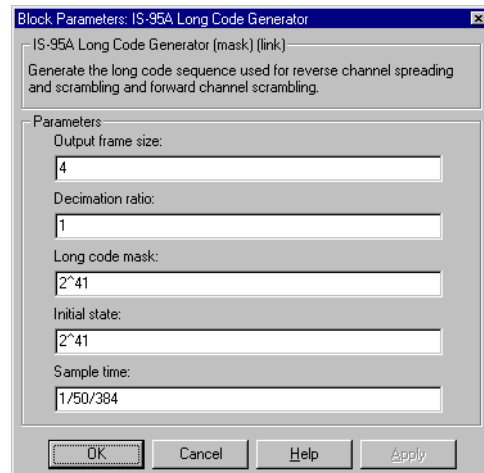 Block Parameters: IS-95A Long Code Generator
IS-95A Long Code Generator (mask) (link)
Generate the long code sequence used for reverse channel spreading
and scrambling and forward channel scrambling.
Parameters
Output frame size:
4
Decimation ratio:
1
Long code mask:
2^41
Initial state:
2^41
Sample time:
1/50/384
OK Cancel Help Apply